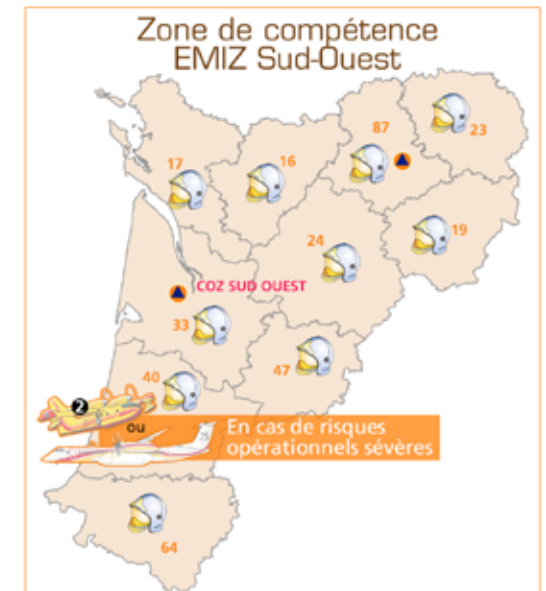 Zone de compétence
EMIZ Sud-Ouest
87
23
17
16
24
19
COZ SUD OUEST
33
47
40
2
ou
75
En cas de risques
opérationnels sévères
64